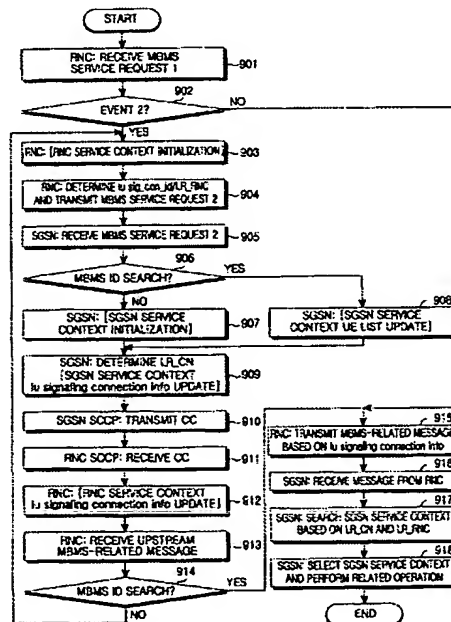 START
RNC: RECEIVE MBMS
SERVICE REQUEST 1
901
902
EVENT 2?
NO
YES
RNC: [RNC SERVICE CONTEXT INITIALIZATION]
903
RNC: DETERMINE Iu sig_con_id/LR_RNC
AND TRANSMIT MBMS SERVICE REQUEST 2
904
SGSN: RECEIVE MBMS SERVICE REQUEST 2
905
906
MBMS ID SEARCH?
YES
NO
908
SGSN: [SGSN SERVICE
CONTEXT INITIALIZATION]
907
SGSN: [SGSN SERVICE
CONTEXT UE LIST UPDATE]
SGSN: DETERMINE LR_CN
[SGSN SERVICE CONTEXT
Iu signaling connection info UPDATE]
909
SGSN SCCP: TRANSMIT CC
910
RNC SCCP: RECEIVE CC
911
RNC: [RNC SERVICE CONTEXT
Iu signaling connection info UPDATE]
912
RNC: RECEIVE UPSTREAM
MBMS-RELATED MESSAGE
913
914
MBMS ID SEARCH?
YES
NO
915
RNC: TRANSMIT MBMS-RELATED MESSAGE
BASED ON Iu signaling connection info
916
SGSN: RECEIVE MESSAGE FROM RNC
917
SGSN: SEARCH SGSN SERVICE CONTEXT
BASED ON LR_CN AND LR_RNC
918
SGSN: SELECT SGSN SERVICE CONTEXT
AND PERFORM RELATED OPERATION
END